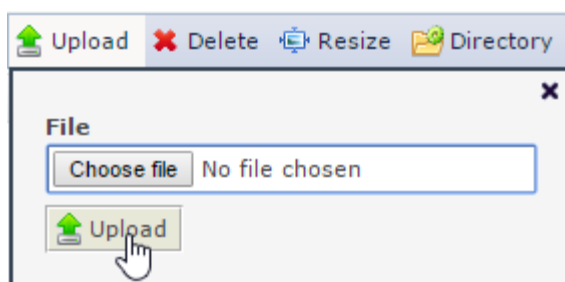 Upload Delete Resize Directory
File
Choose file No file chosen
Upload